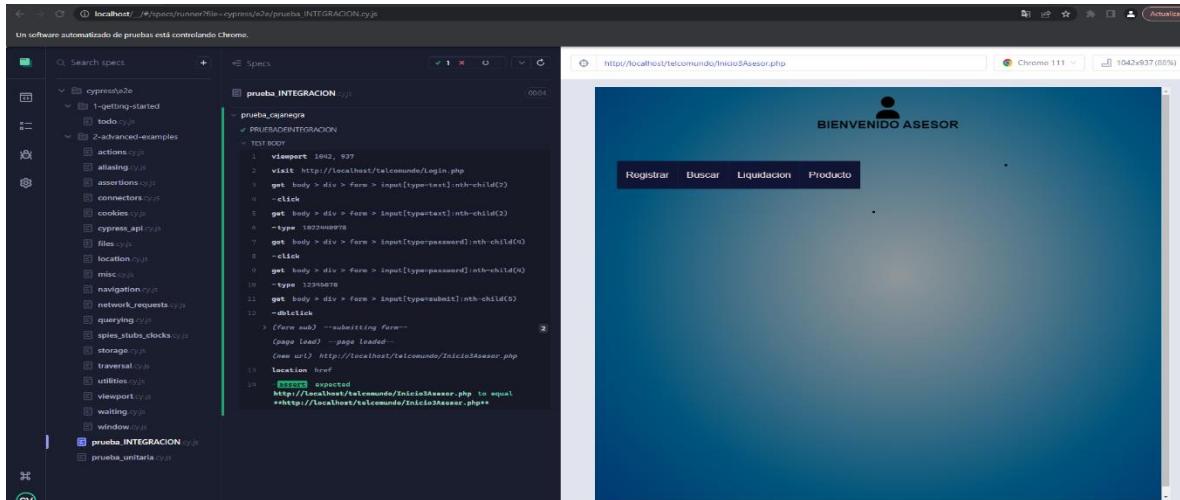 localhost/__/#/specs/runner?file=cypress/e2e/prueba_INTEGRACION.cy.js
Un software automatizado de pruebas está controlando Chrome.
Search specs
+
cypress\e2e
1-getting-started
todo.cy.js
2-advanced-examples
actions.cy.js
aliasing.cy.js
assertions.cy.js
connectors.cy.js
cookies.cy.js
cypress_api.cy.js
files.cy.js
location.cy.js
misc.cy.js
navigation.cy.js
network_requests.cy.js
querying.cy.js
spies_stubs_clocks.cy.js
storage.cy.js
traversal.cy.js
utilities.cy.js
viewport.cy.js
waiting.cy.js
window.cy.js
prueba_INTEGRACION.cy.js
prueba_unitaria.cy.js
Specs
1
prueba_INTEGRACION.cy.js
00:04
prueba_cajanegra
PRUEBADEINTEGRACION
TEST BODY
1 viewport 1042, 937
2 visit http://localhost/telcomundo/Login.php
3 get body > div > form > input[type=text]:nth-child(2)
4 -click
5 get body > div > form > input[type=text]:nth-child(2)
6 -type 1022440978
7 get body > div > form > input[type=password]:nth-child(4)
8 -click
9 get body > div > form > input[type=password]:nth-child(4)
10 -type 12345678
11 get body > div > form > input[type=submit]:nth-child(5)
12 -dblclick
(form sub) --submitting form-- 2
(page load) --page loaded--
(new url) http://localhost/telcomundo/Inicio3Asesor.php
13 location href
14 -assert expected
http://localhost/telcomundo/Inicio3Asesor.php to equal
**http://localhost/telcomundo/Inicio3Asesor.php**
http://localhost/telcomundo/Inicio3Asesor.php
Chrome 111
1042x937 (88%)
BIENVENIDO ASESOR
Registrar Buscar Liquidacion Producto